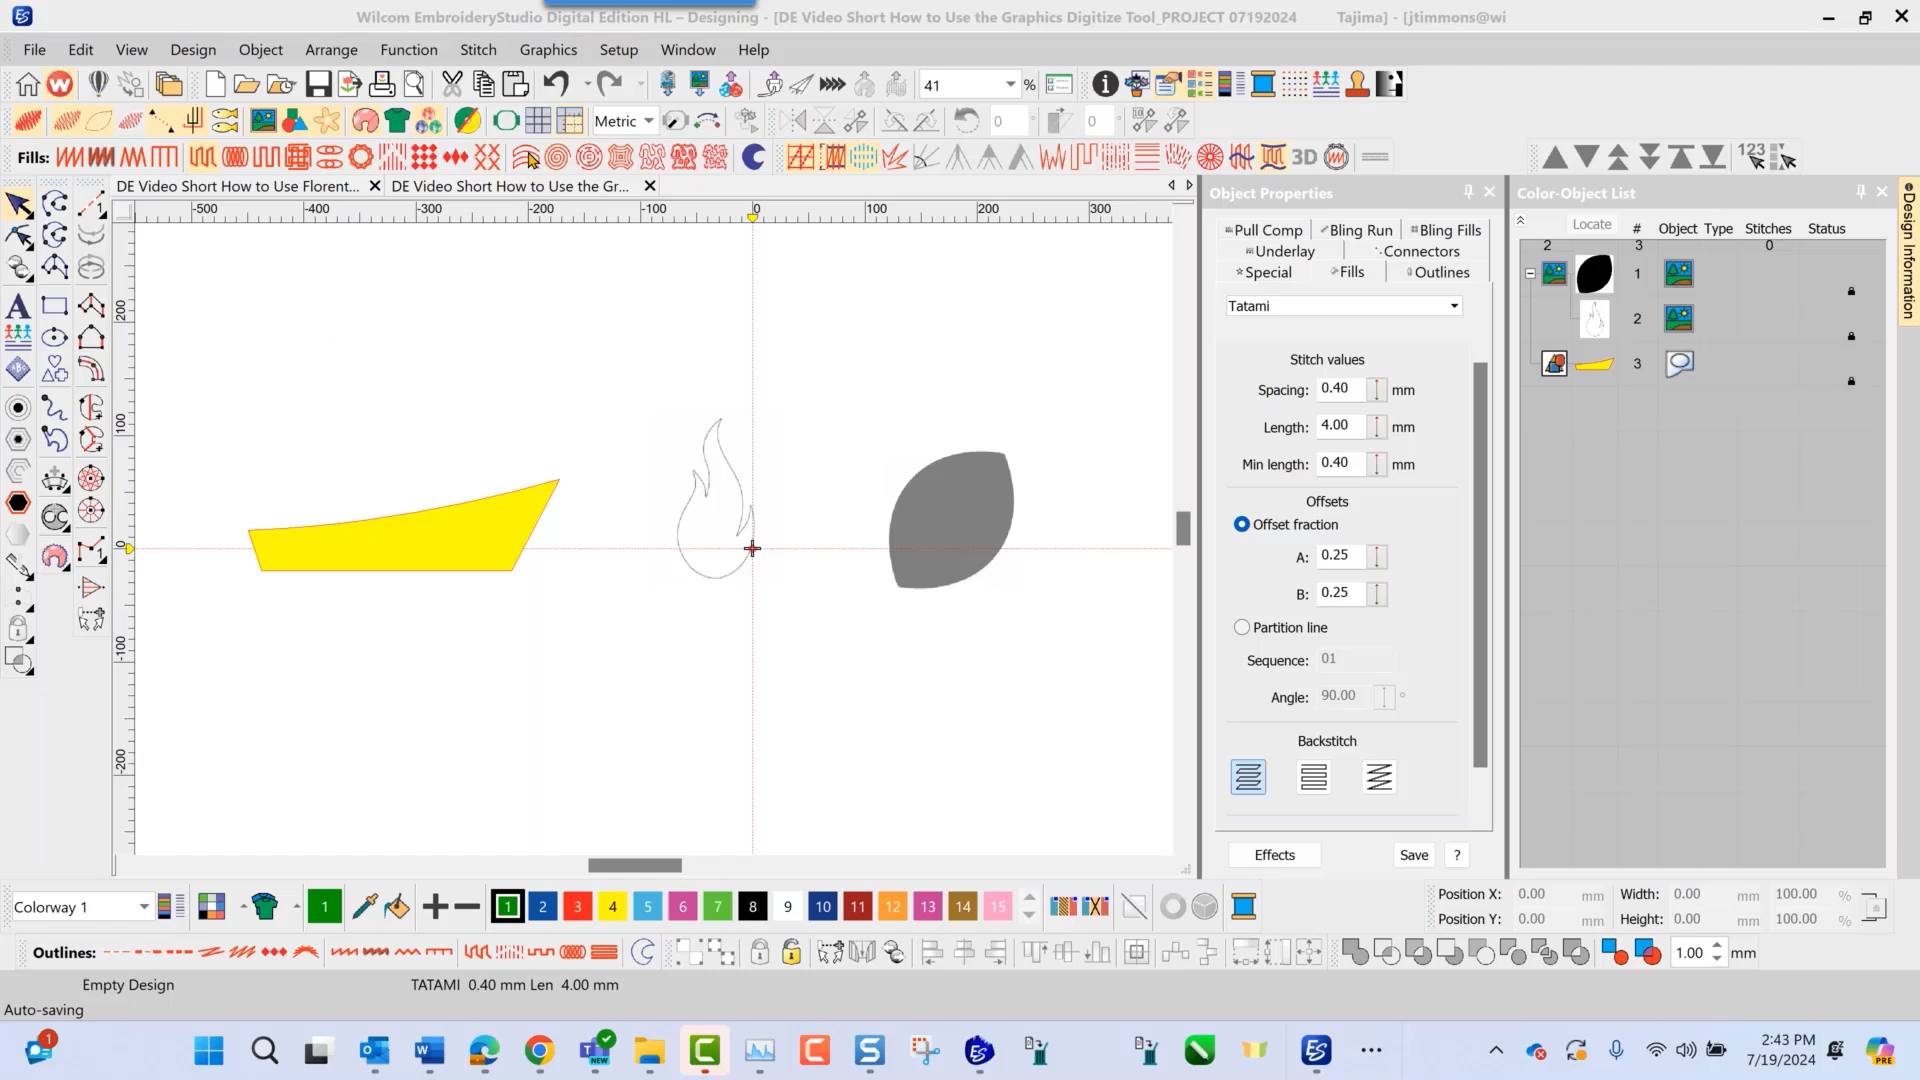 Wilcom EmbroideryStudio Digital Edition HL – Designing - [DE Video Short How to Use the Graphics Digitize Tool_PROJECT 07192024 Tajima] - [jtimmons@wi
File Edit View Design Object Arrange Function Stitch Graphics Setup Window Help
41 %
Metric 0 ° 0 °
Fills: 3D 123
DE Video Short How to Use Florent... DE Video Short How to Use the Gr...
-500 -400 -300 -200 -100 0 100 200 300
200
100
0
-100
-200
Object Properties
Pull Comp Bling Run Bling Fills
Underlay Connectors
Special Fills Outlines
Tatami
Stitch values
Spacing: 0.40 mm
Length: 4.00 mm
Min length: 0.40 mm
Offsets
Offset fraction
A: 0.25
B: 0.25
Partition line
Sequence: 01
Angle: 90.00 °
Backstitch
Effects Save ?
Color-Object List
Locate # Object Type Stitches Status
2 3 0
1
2
3
Design Information
Colorway 1 1 1 2 3 4 5 6 7 8 9 10 11 12 13 14 15
Position X: 0.00 mm Width: 0.00 mm 100.00 %
Position Y: 0.00 mm Height: 0.00 mm 100.00 %
Outlines: 1.00 mm
Empty Design TATAMI 0.40 mm Len 4.00 mm
Auto-saving
1 NEW
2:43 PM
7/19/2024
PRE